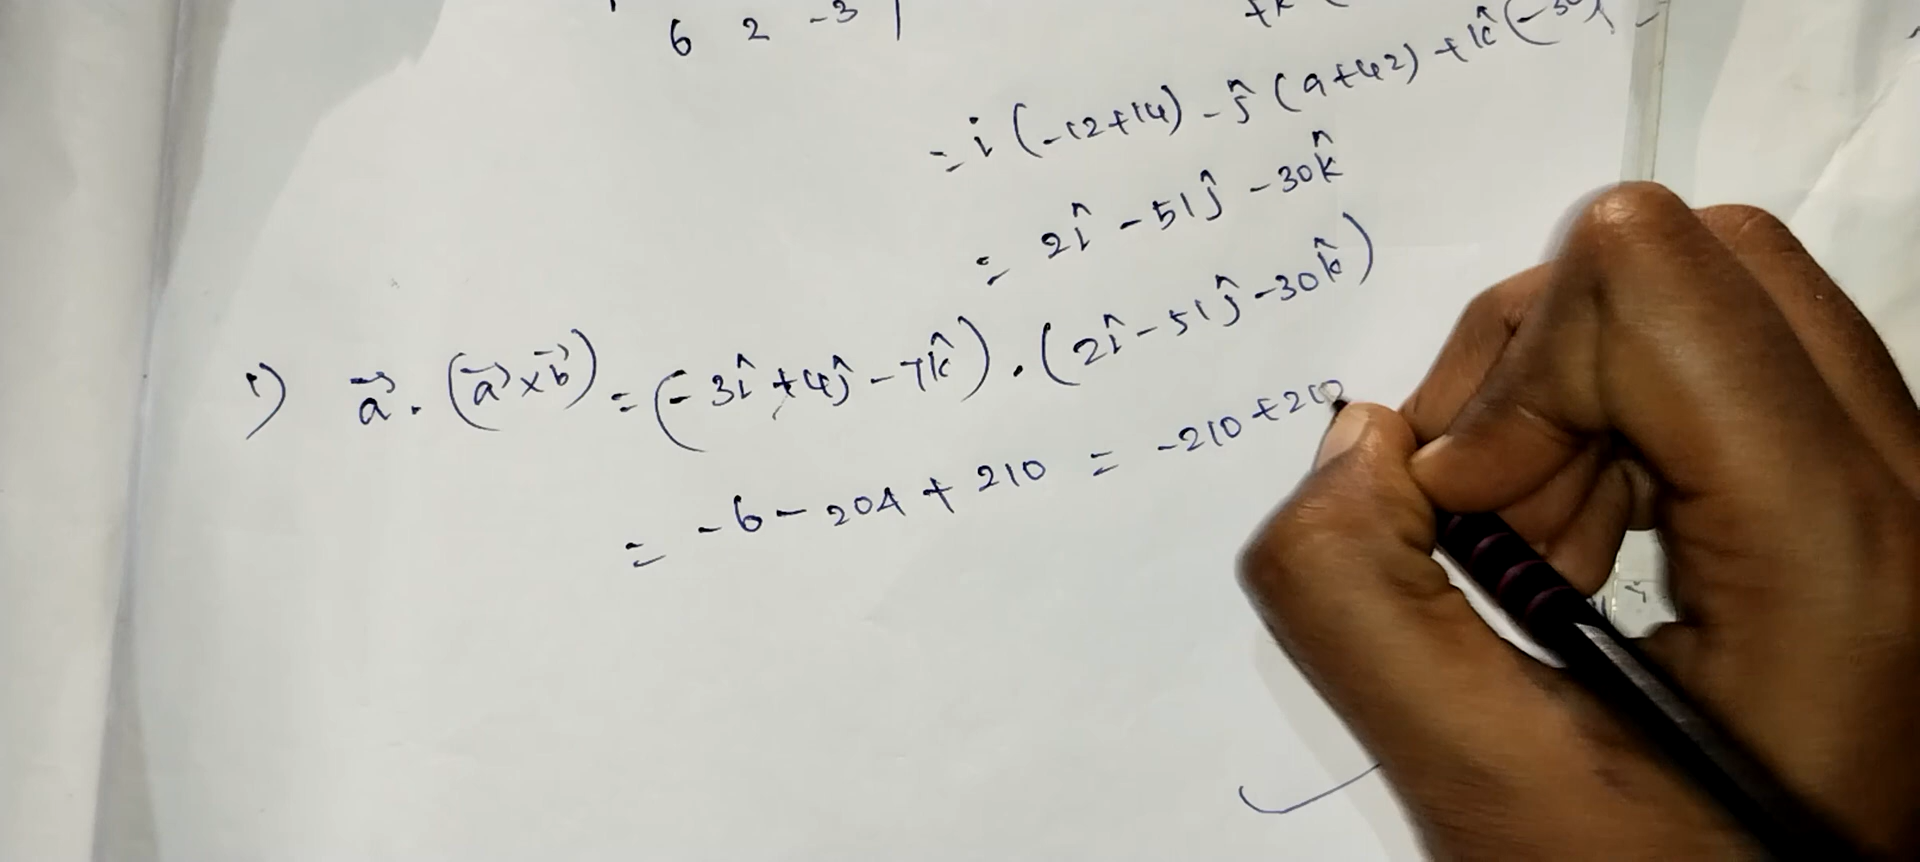 6 2 -3 |
+k̂ (
= i (-12+14) - ĵ (9+42) + k̂ (-30) -
= 2î - 51ĵ - 30k̂
i) a⃗ . (a⃗ × b⃗) = (-3î + 4ĵ - 7k̂) . (2î - 51ĵ - 30k̂)
= -6 - 204 + 210 = -210 + 210